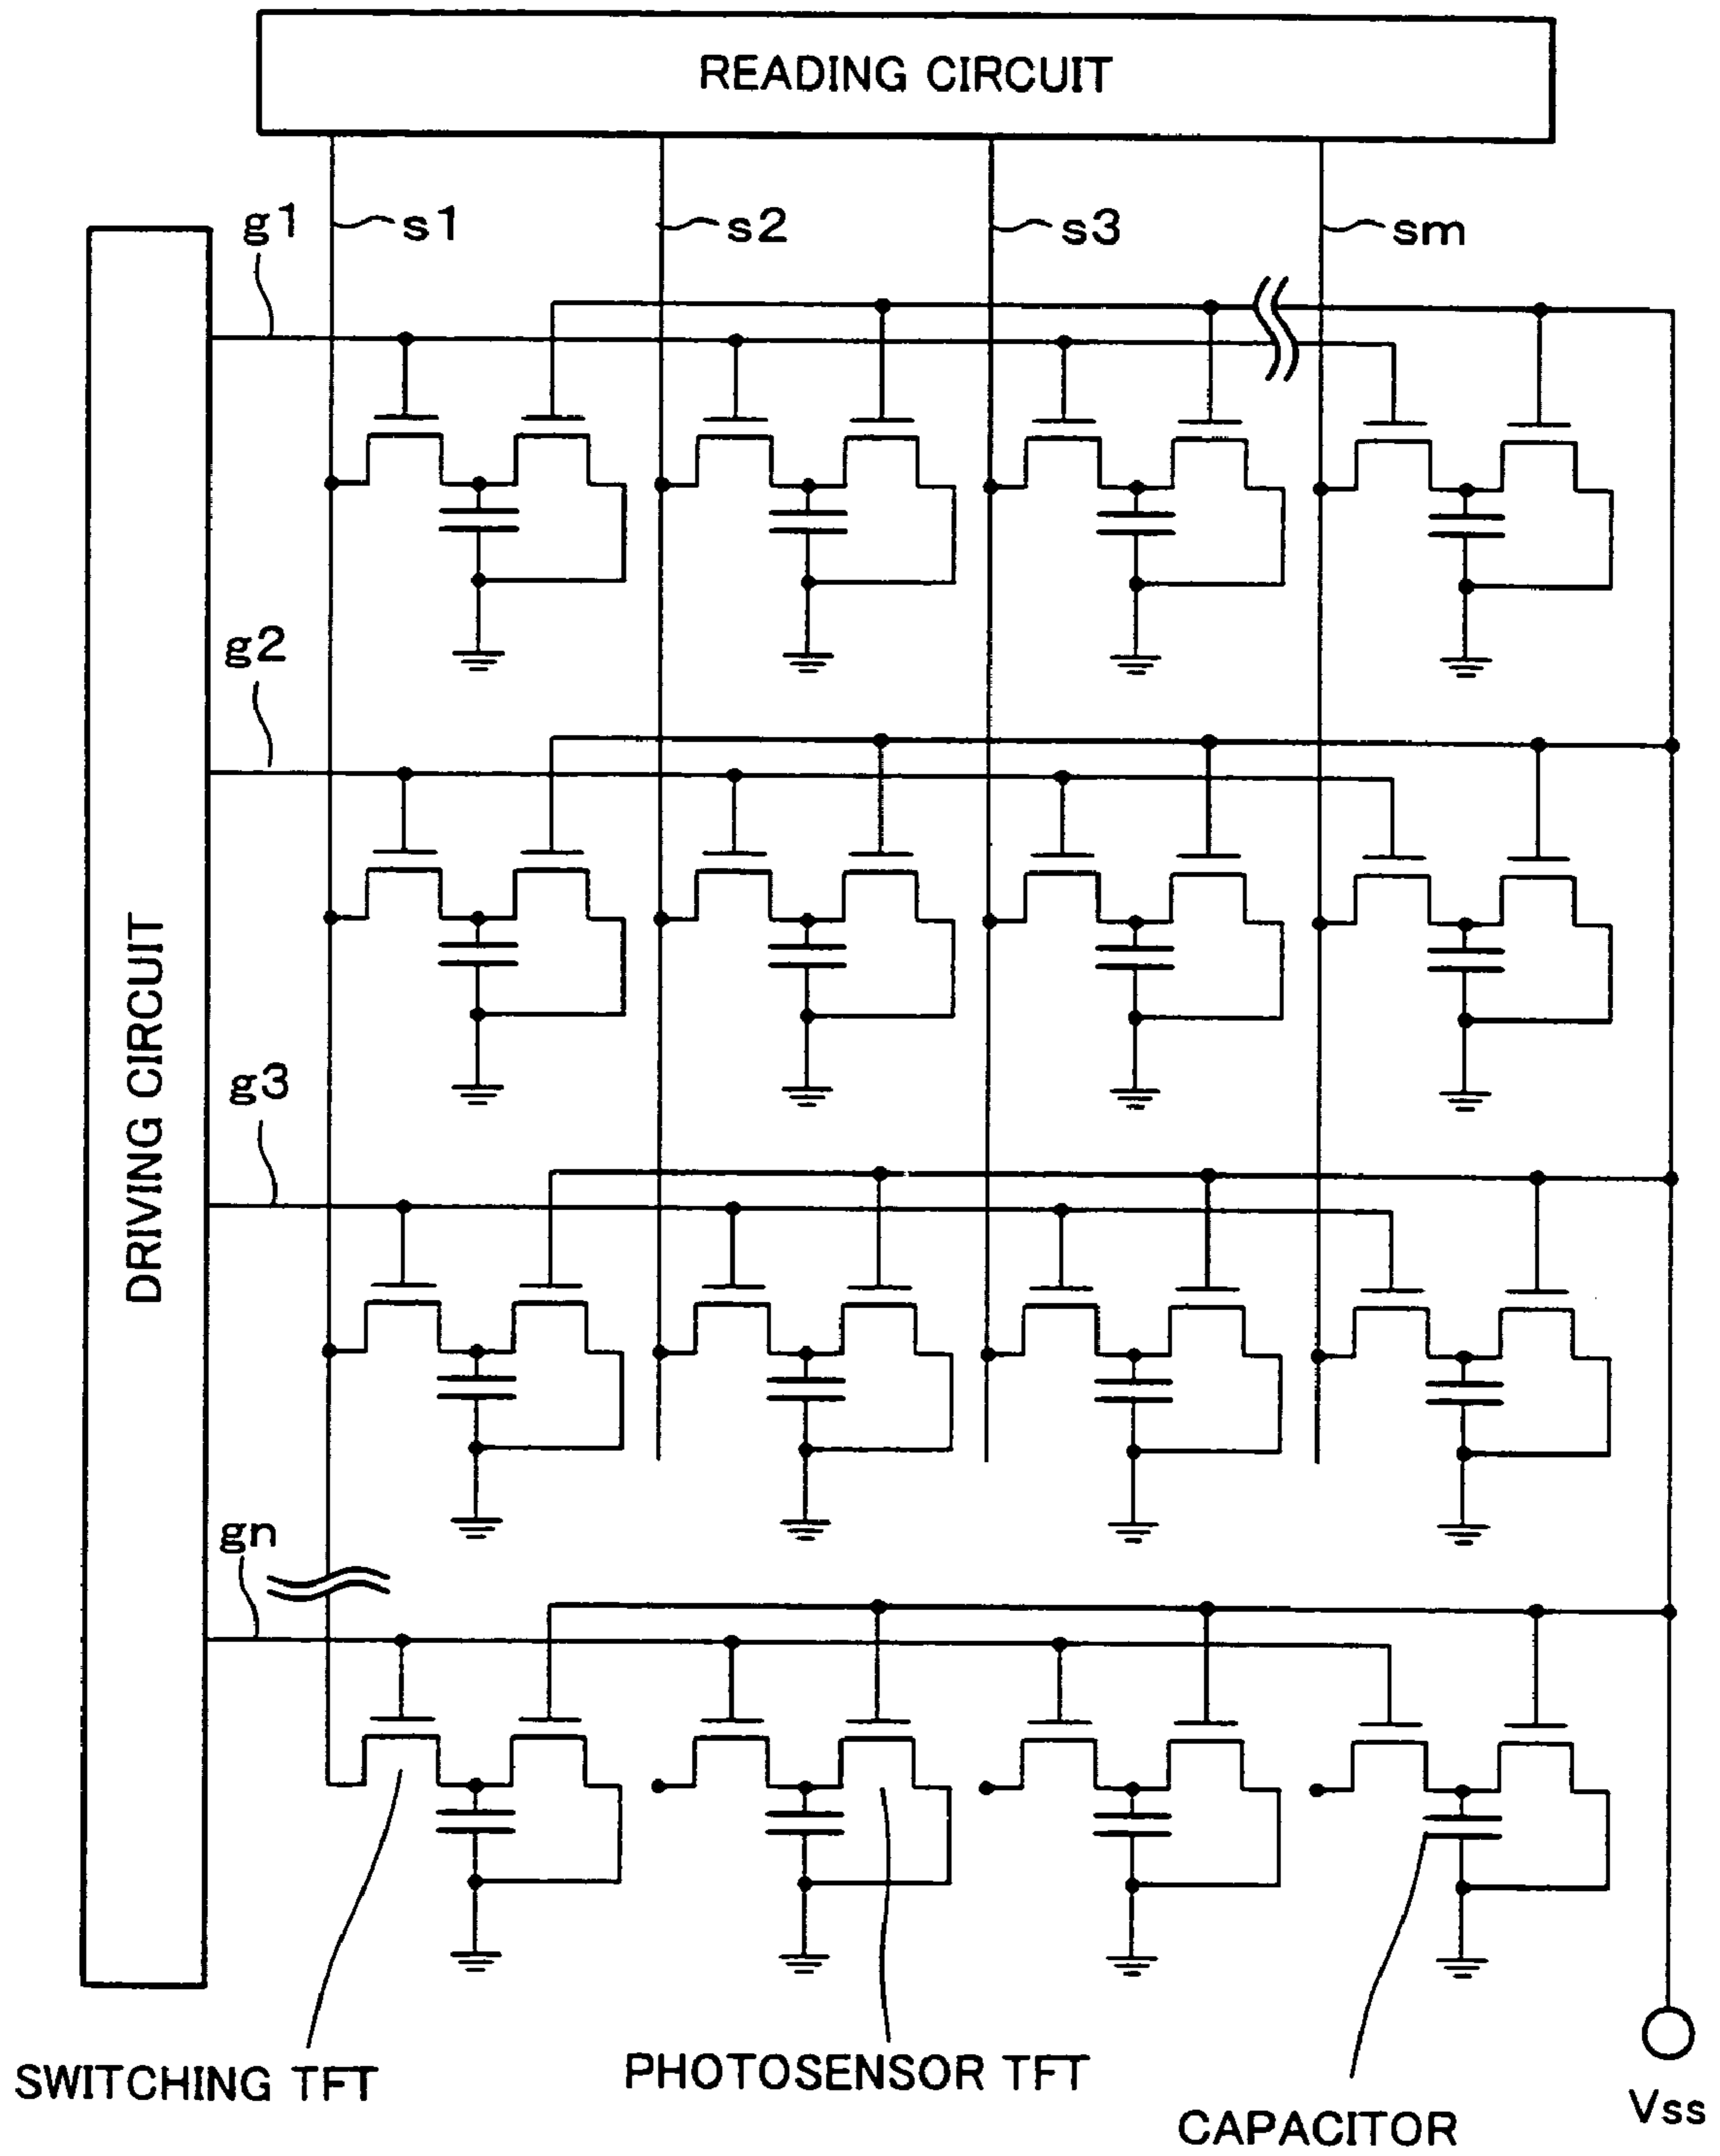 READING CIRCUIT
g1
s1
s2
s3
sm
g2
g3
gn
DRIVING CIRCUIT
SWITCHING TFT
PHOTOSENSOR TFT
CAPACITOR
Vss